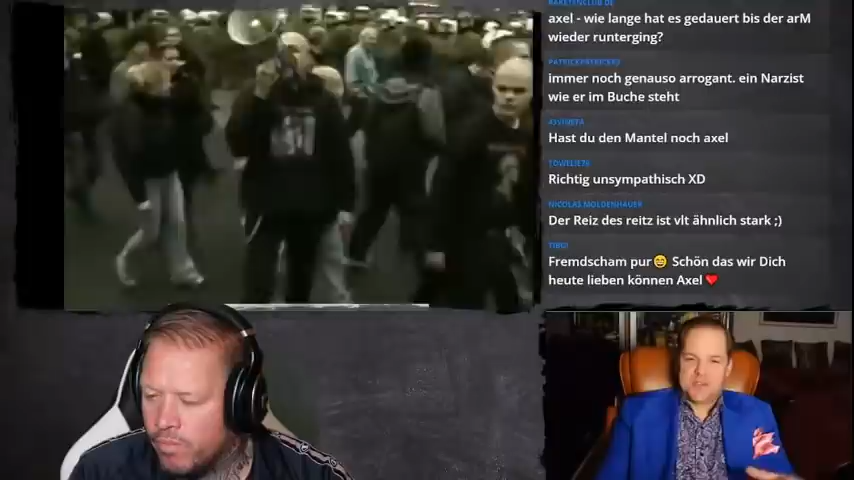 axel - wie lange hat es gedauert bis der arM
wieder runterging?
immer noch genauso arrogant. ein Narzist
wie er im Buche steht
Hast du den Mantel noch axel
TOWELIE76
Richtig unsympathisch XD
NICOLAS MOLDENHAUER
Der Reiz des reitz ist vlt ähnlich stark ;)
Fremdscham pur😄 Schön das wir Dich
heute lieben können Axel❤️